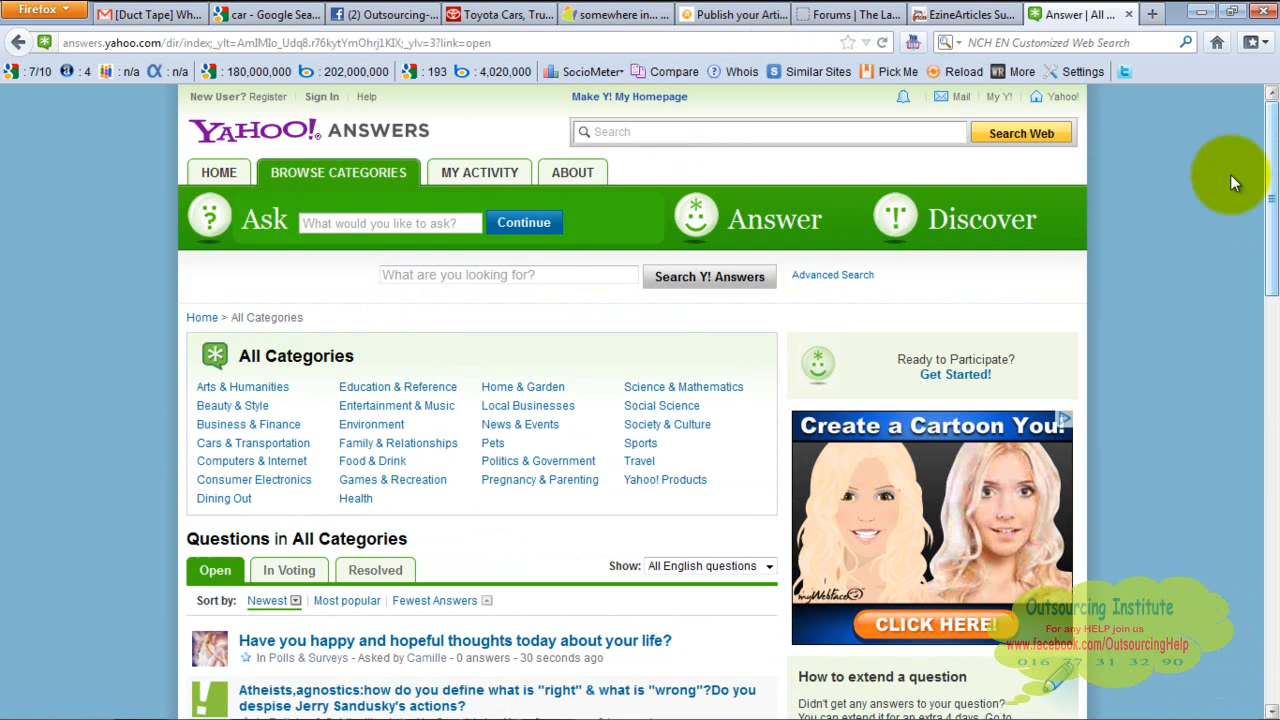 Firefox
[Duct Tape] Wh...
car - Google Sea...
(2) Outsourcing-...
Toyota Cars, Tru...
somewhere in...
Publish your Arti...
Forums | The La...
EzineArticles Su...
Answer | All ...
answers.yahoo.com/dir/index;_ylt=AmIMIo_Udq8.r76kytYmOhrj1KIX;_ylv=3?link=open
NCH EN Customized Web Search
: 7/10 : 4 : n/a : n/a : 180,000,000 : 202,000,000 : 193 : 4,020,000 SocioMeter Compare Whois Similar Sites Pick Me Reload More Settings
New User? Register Sign In Help Make Y! My Homepage Mail My Y! Yahoo!
YAHOO! ANSWERS
Search
Search Web
HOME BROWSE CATEGORIES MY ACTIVITY ABOUT
Ask What would you like to ask? Continue Answer Discover
What are you looking for? Search Y! Answers Advanced Search
Home > All Categories
All Categories
Arts & Humanities Education & Reference Home & Garden Science & Mathematics
Beauty & Style Entertainment & Music Local Businesses Social Science
Business & Finance Environment News & Events Society & Culture
Cars & Transportation Family & Relationships Pets Sports
Computers & Internet Food & Drink Politics & Government Travel
Consumer Electronics Games & Recreation Pregnancy & Parenting Yahoo! Products
Dining Out Health
Ready to Participate?
Get Started!
Create a Cartoon You!
myWebface
CLICK HERE!
Questions in All Categories
Open In Voting Resolved Show: All English questions
Sort by: Newest Most popular Fewest Answers
Have you happy and hopeful thoughts today about your life?
In Polls & Surveys - Asked by Camille - 0 answers - 30 seconds ago
Atheists,agnostics:how do you define what is "right" & what is "wrong"?Do you
despise Jerry Sandusky's actions?
Outsourcing Institute
For any HELP join us
www.facebook.com/OutsourcingHelp
016 77 31 32 90
How to extend a question
Didn't get any answers to your question?
You can extend it for an extra 4 days. Go to